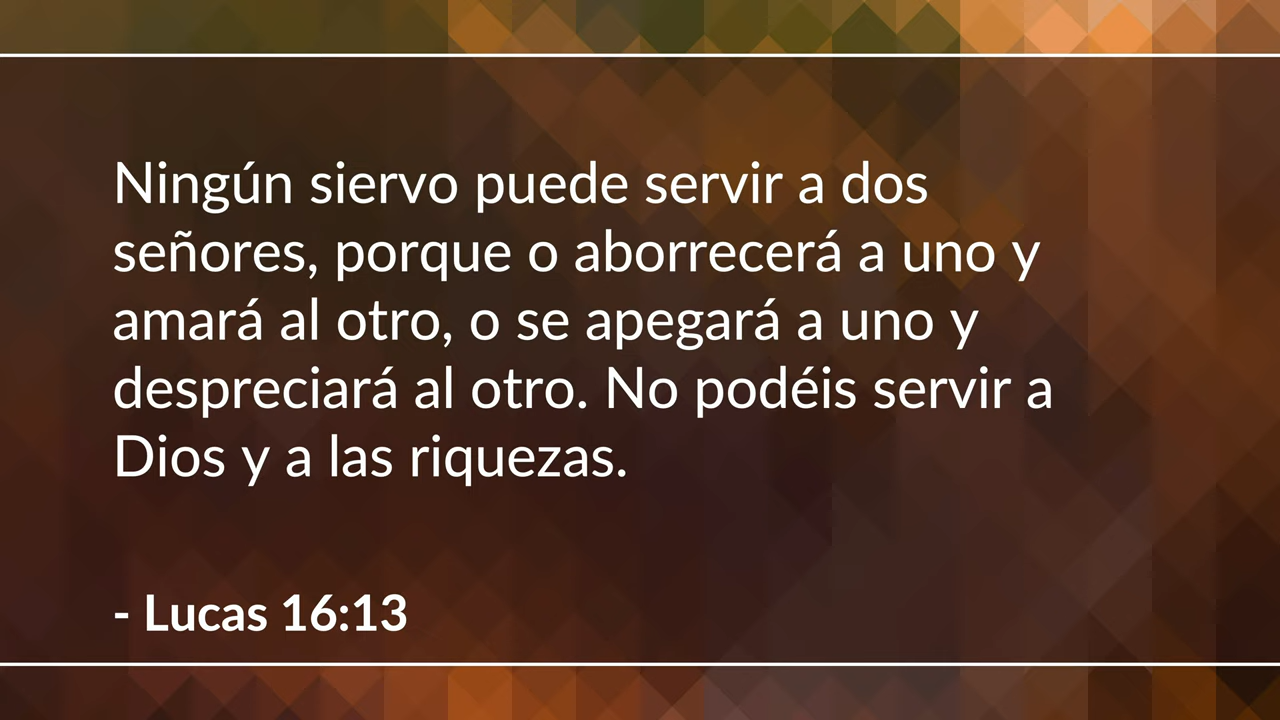 Ningún siervo puede servir a dos
señores, porque o aborrecerá a uno y
amará al otro, o se apegará a uno y
despreciará al otro. No podéis servir a
Dios y a las riquezas.
- Lucas 16:13